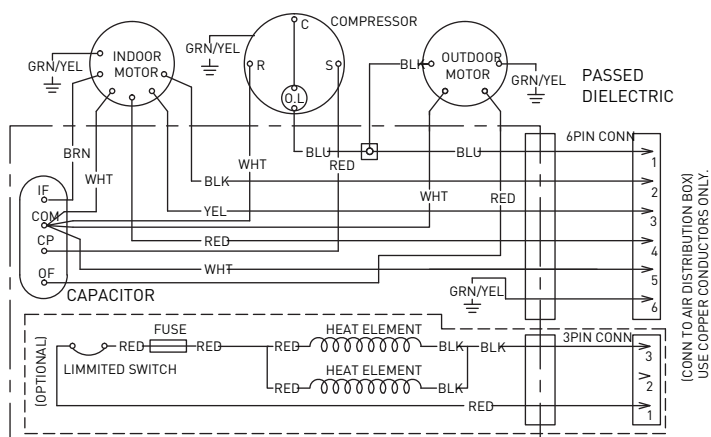 COMPRESSOR
C
INDOOR MOTOR
GRN/YEL
GRN/YEL
R
S
O.L
BLK
OUTDOOR MOTOR
GRN/YEL
PASSED DIELECTRIC
6PIN CONN
BRN
WHT
WHT
BLU
RED
BLU
1
BLK
2
WHT
RED
IF
COM
CP
OF
CAPACITOR
YEL
3
RED
4
WHT
5
GRN/YEL
6
(CONN TO AIR DISTRIBUTION BOX)
USE COPPER CONDUCTORS ONLY.
(OPTIONAL)
FUSE
HEAT ELEMENT
3PIN CONN
RED
RED
RED
BLK
BLK
3
LIMMITED SWITCH
HEAT ELEMENT
2
RED
BLK
RED
1